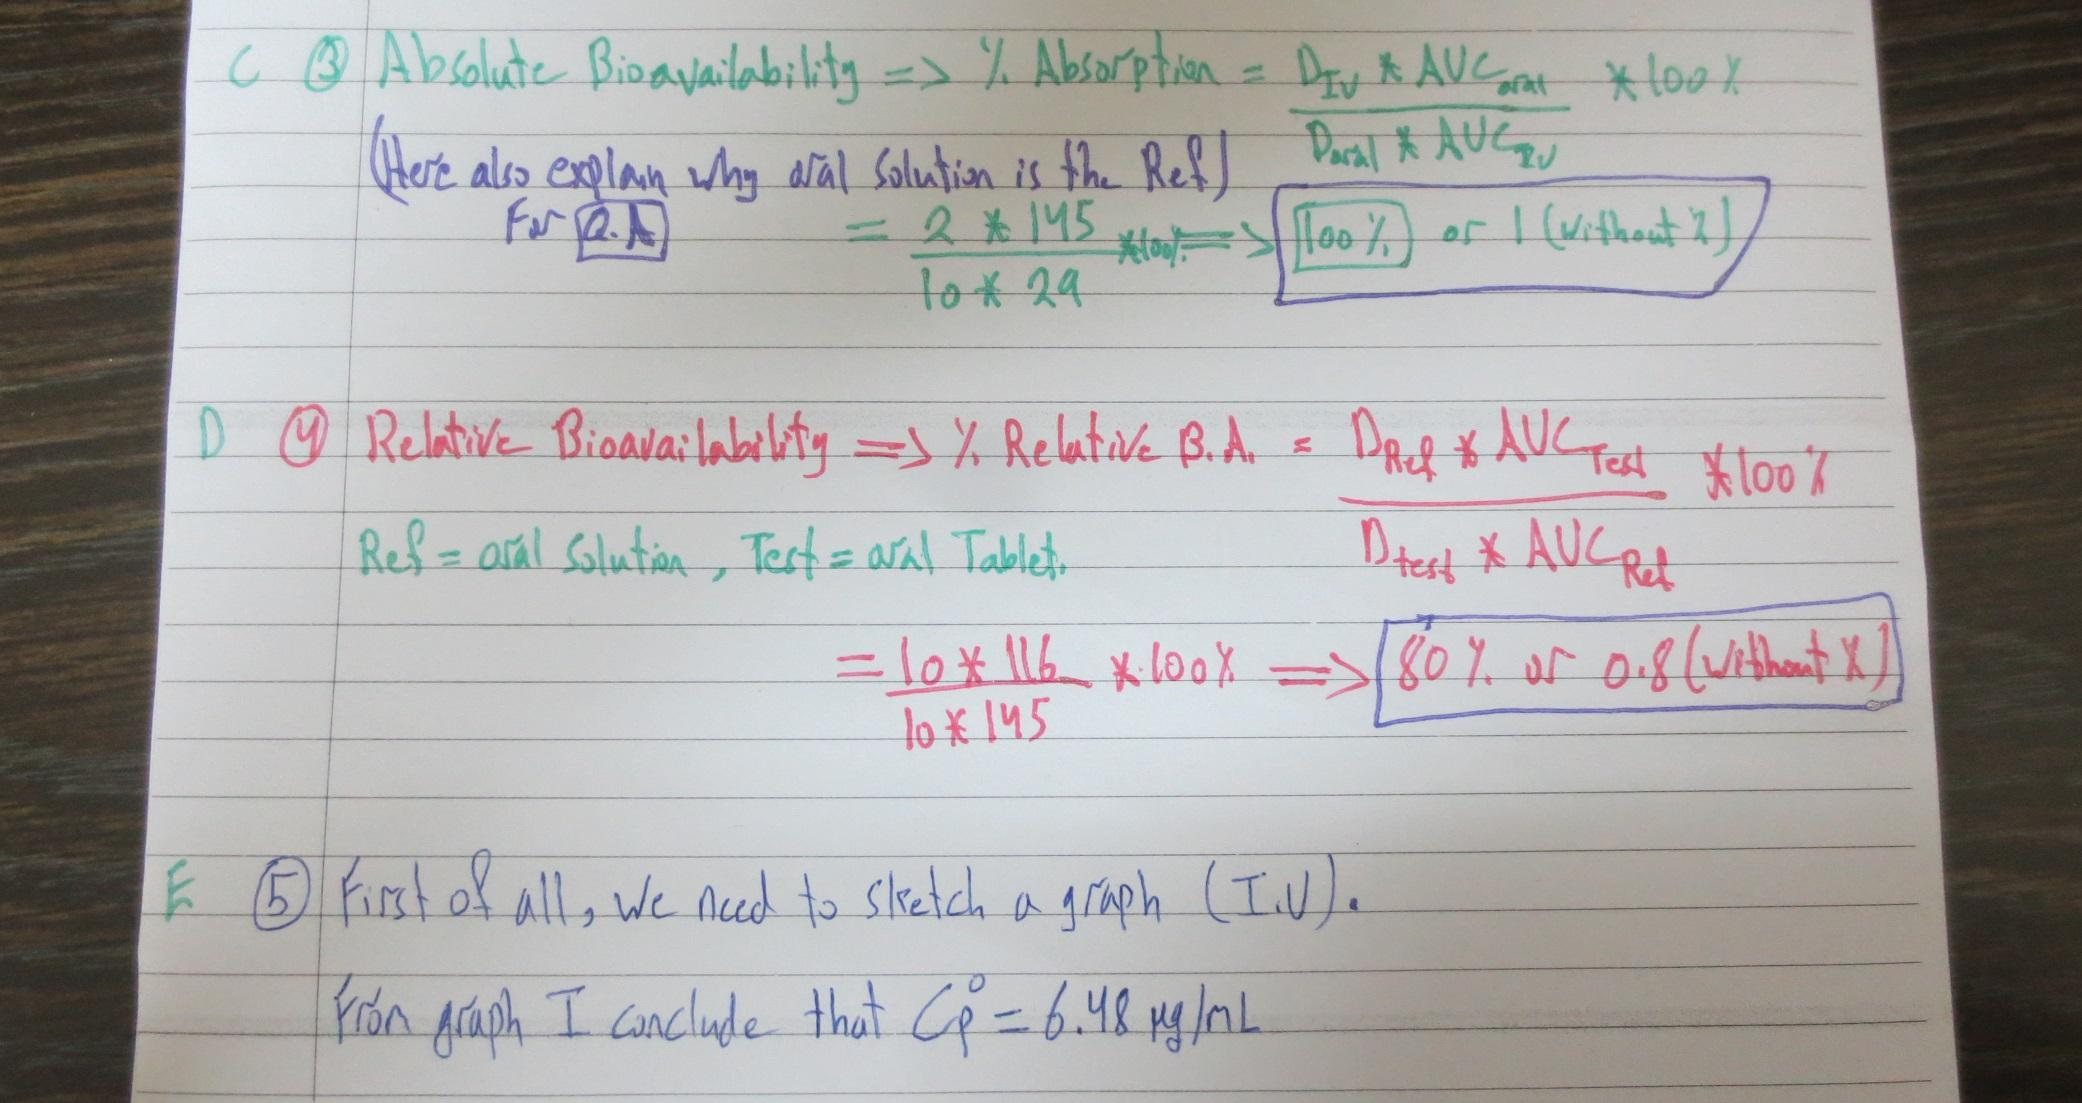 C ③ Absolute Bioavailability => % Absorption = D_IV * AUC_oral / D_oral * AUC_IV * 100 %
(Here also explain why oral solution is the Ref)
For = 2 * 145 / 10 * 29 * 100% => 100 % or 1 (without %)
D ④ Relative Bioavailability => % Relative B.A. = D_Ref * AUC_Test / D_test * AUC_Ref * 100 %
Ref = oral Solution, Test = oral Tablet.
= 10 * 116 / 10 * 145 * 100% => 80 % or 0.8 (without %)
E ⑤ First of all, we need to sketch a graph (I.V).
From graph I conclude that Cp° = 6.48 µg/mL